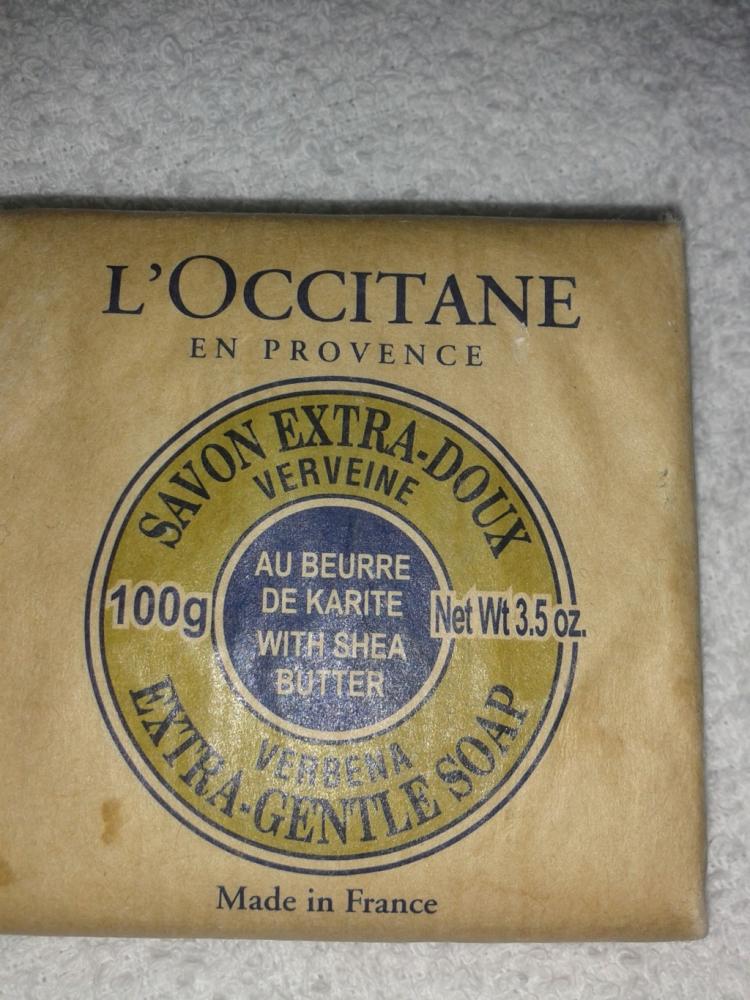 L'OCCITANE
EN PROVENCE
SAVON EXTRA-DOUX
VERVEINE
AU BEURRE
DE KARITE
WITH SHEA
BUTTER
100g
Net Wt 3.5 oz.
VERBENA
EXTRA-GENTLE SOAP
Made in France